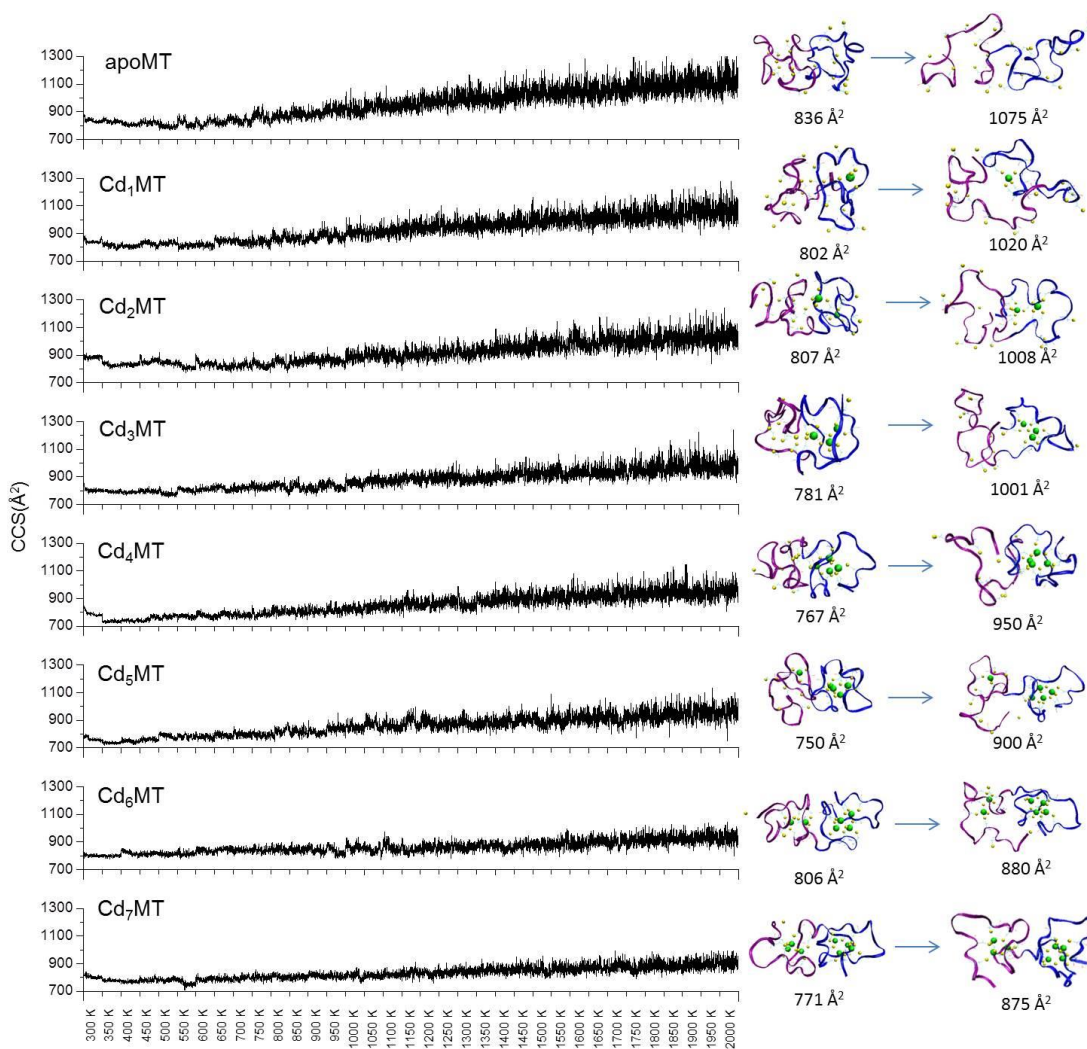 CCS(Å²)
apoMT
1300
1100
900
700
836 Å²
1075 Å²
Cd₁MT
1300
1100
900
700
802 Å²
1020 Å²
Cd₂MT
1300
1100
900
700
807 Å²
1008 Å²
Cd₃MT
1300
1100
900
700
781 Å²
1001 Å²
Cd₄MT
1300
1100
900
700
767 Å²
950 Å²
Cd₅MT
1300
1100
900
700
750 Å²
900 Å²
Cd₆MT
1300
1100
900
700
806 Å²
880 Å²
Cd₇MT
1300
1100
900
700
771 Å²
875 Å²
300 K
350 K
400 K
450 K
500 K
550 K
600 K
650 K
700 K
750 K
800 K
850 K
900 K
950 K
1000 K
1050 K
1100 K
1150 K
1200 K
1250 K
1300 K
1350 K
1400 K
1450 K
1500 K
1550 K
1600 K
1650 K
1700 K
1750 K
1800 K
1850 K
1900 K
1950 K
2000 K